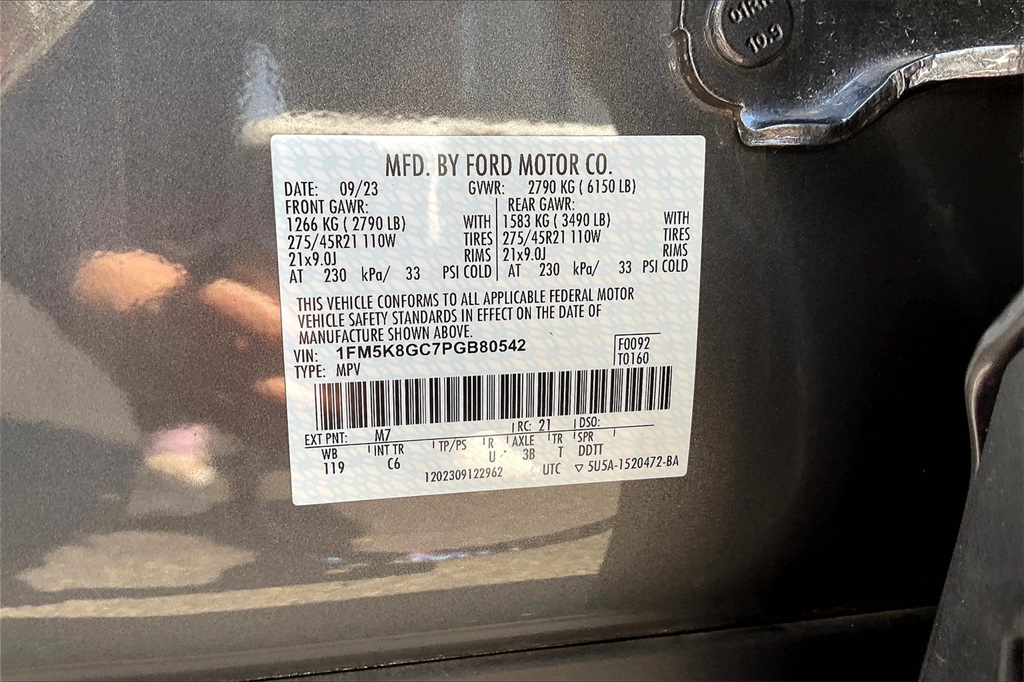 01RH
10.9
MFD. BY FORD MOTOR CO.
DATE: 09/23 GVWR: 2790 KG ( 6150 LB)
FRONT GAWR: REAR GAWR:
1266 KG ( 2790 LB) WITH 1583 KG ( 3490 LB) WITH
275/45R21 110W TIRES 275/45R21 110W TIRES
21x9.0J RIMS 21x9.0J RIMS
AT 230 kPa/ 33 PSI COLD AT 230 kPa/ 33 PSI COLD
THIS VEHICLE CONFORMS TO ALL APPLICABLE FEDERAL MOTOR
VEHICLE SAFETY STANDARDS IN EFFECT ON THE DATE OF
MANUFACTURE SHOWN ABOVE.
VIN: 1FM5K8GC7PGB80542 F0092
TYPE: MPV T0160
EXT PNT: M7 RC: 21 DSO:
WB INT TR TP/PS R AXLE TR SPR
119 C6 U 3B T DDTT
1202309122962 UTC ▽ 5U5A-1520472-BA